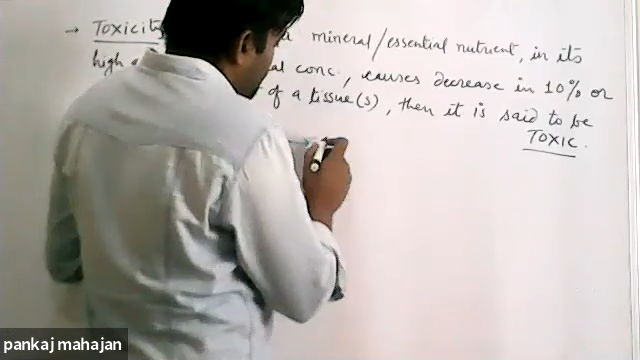 → TOXICITY mineral/essential nutrient, in its
high conc., causes decrease in 10% or
of a tissue(s), then it is said to be
TOXIC.
pankaj mahajan